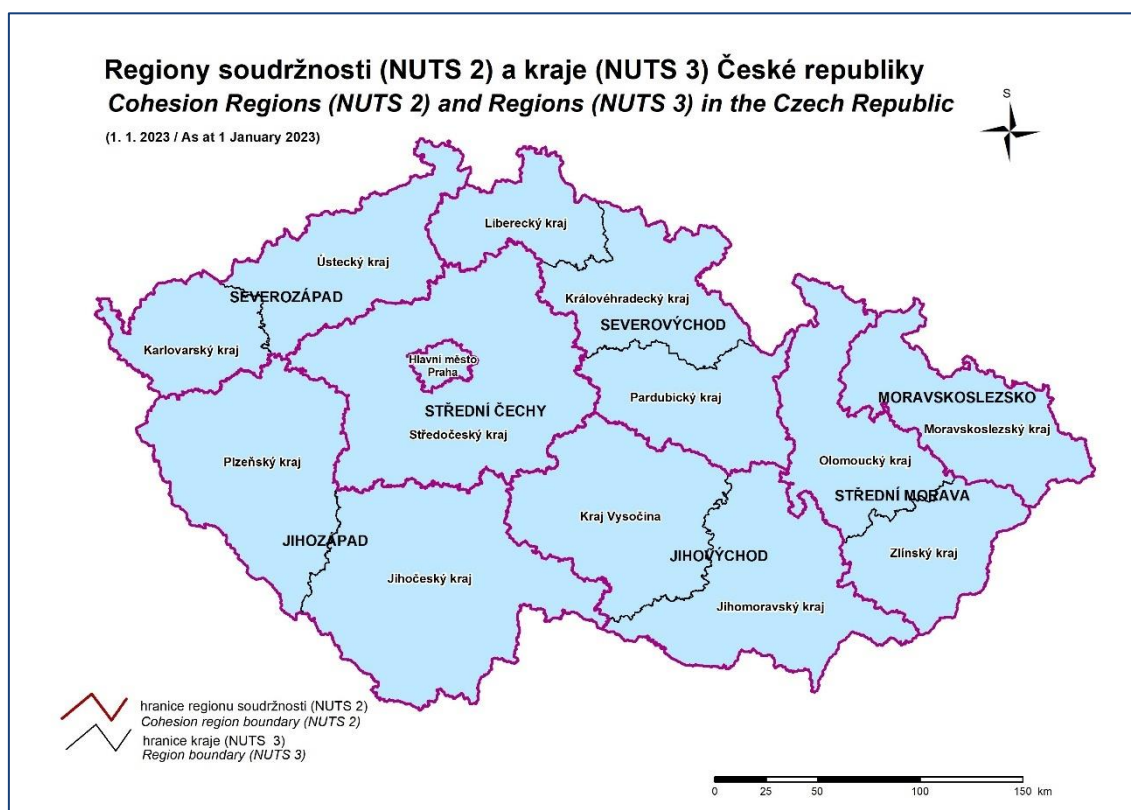 Regiony soudržnosti (NUTS 2) a kraje (NUTS 3) České republiky
Cohesion Regions (NUTS 2) and Regions (NUTS 3) in the Czech Republic
(1. 1. 2023 / As at 1 January 2023)
S
Liberecký kraj
Ústecký kraj
SEVEROZÁPAD
Královéhradecký kraj
SEVEROVÝCHOD
Karlovarský kraj
Hlavní město
Praha
Pardubický kraj
MORAVSKOSLEZSKO
STŘEDNÍ ČECHY
Středočeský kraj
Moravskoslezský kraj
Plzeňský kraj
Olomoucký kraj
STŘEDNÍ MORAVA
Kraj Vysočina
JIHOZÁPAD
JIHOVÝCHOD
Zlínský kraj
Jihočeský kraj
Jihomoravský kraj
hranice regionu soudržnosti (NUTS 2)
Cohesion region boundary (NUTS 2)
hranice kraje (NUTS 3)
Region boundary (NUTS 3)
0 25 50 100 150 km